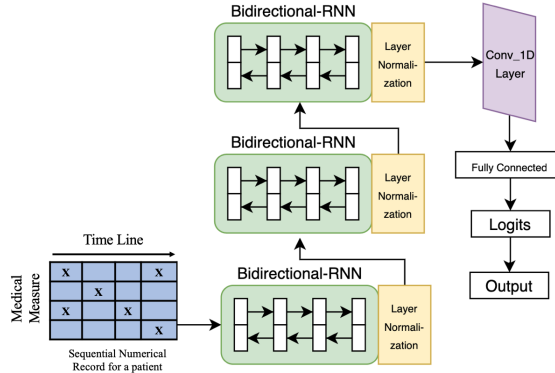 Bidirectional-RNN
Layer
Normali-
zation
Conv_1D
Layer
Bidirectional-RNN
Layer
Normali-
zation
Fully Connected
Logits
Output
Time Line
Medical
Measure
X X
X
X X
X
Sequential Numerical
Record for a patient
Bidirectional-RNN
Layer
Normali-
zation